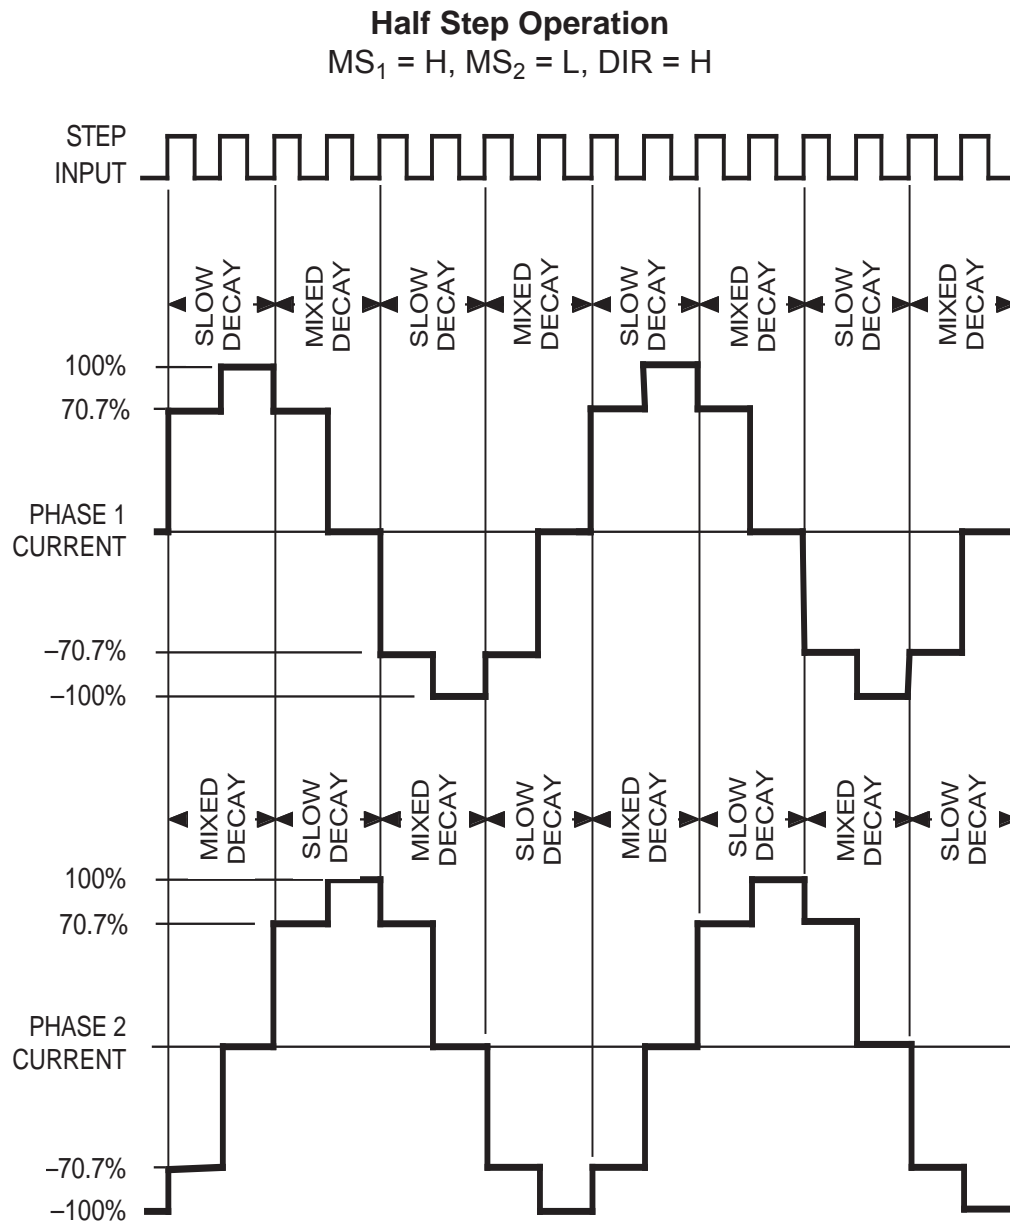 Half Step Operation
MS₁ = H, MS₂ = L, DIR = H
STEP
INPUT
SLOW
DECAY
MIXED
DECAY
SLOW
DECAY
MIXED
DECAY
SLOW
DECAY
MIXED
DECAY
SLOW
DECAY
MIXED
DECAY
100%
70.7%
PHASE 1
CURRENT
–70.7%
–100%
MIXED
DECAY
SLOW
DECAY
MIXED
DECAY
SLOW
DECAY
MIXED
DECAY
SLOW
DECAY
MIXED
DECAY
SLOW
DECAY
100%
70.7%
PHASE 2
CURRENT
–70.7%
–100%